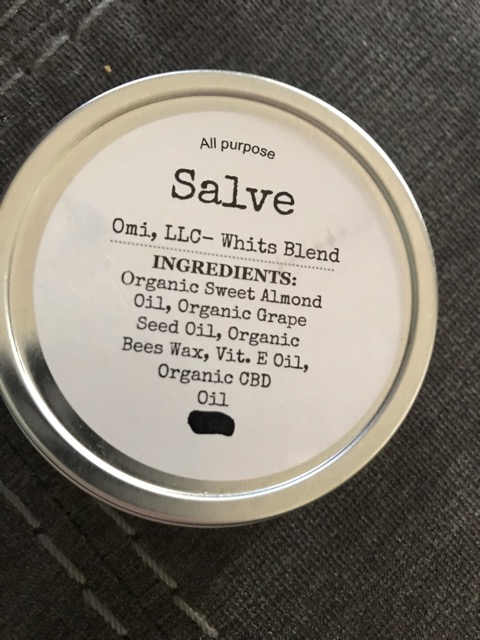 All purpose
Salve
Omi, LLC- Whits Blend
INGREDIENTS:
Organic Sweet Almond
Oil, Organic Grape
Seed Oil, Organic
Bees Wax, Vit. E Oil,
Organic CBD
Oil